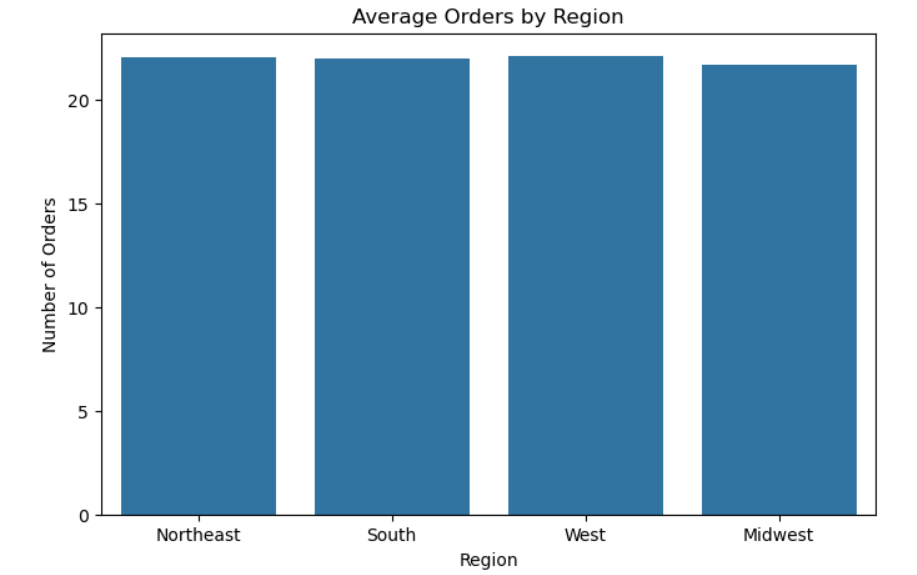 Average Orders by Region
Number of Orders
20
15
10
5
0
Northeast South West Midwest
Region